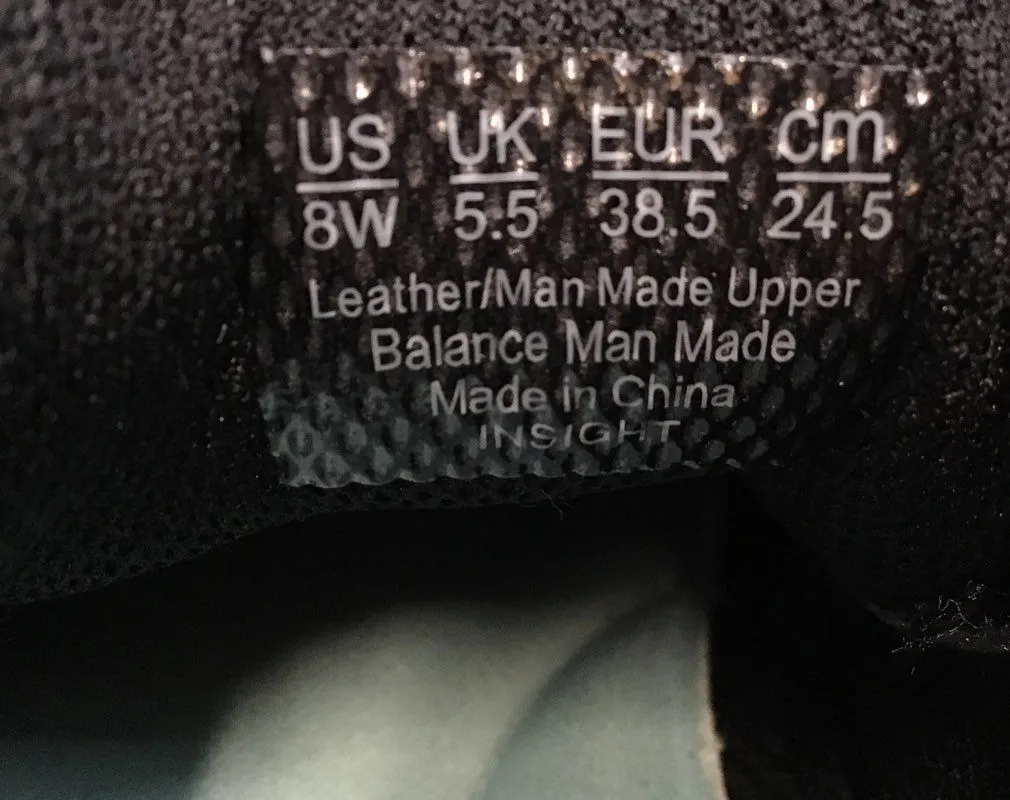 US UK EUR cm
8W 5.5 38.5 24.5
Leather/Man Made Upper
Balance Man Made
Made in China
INSIGHT